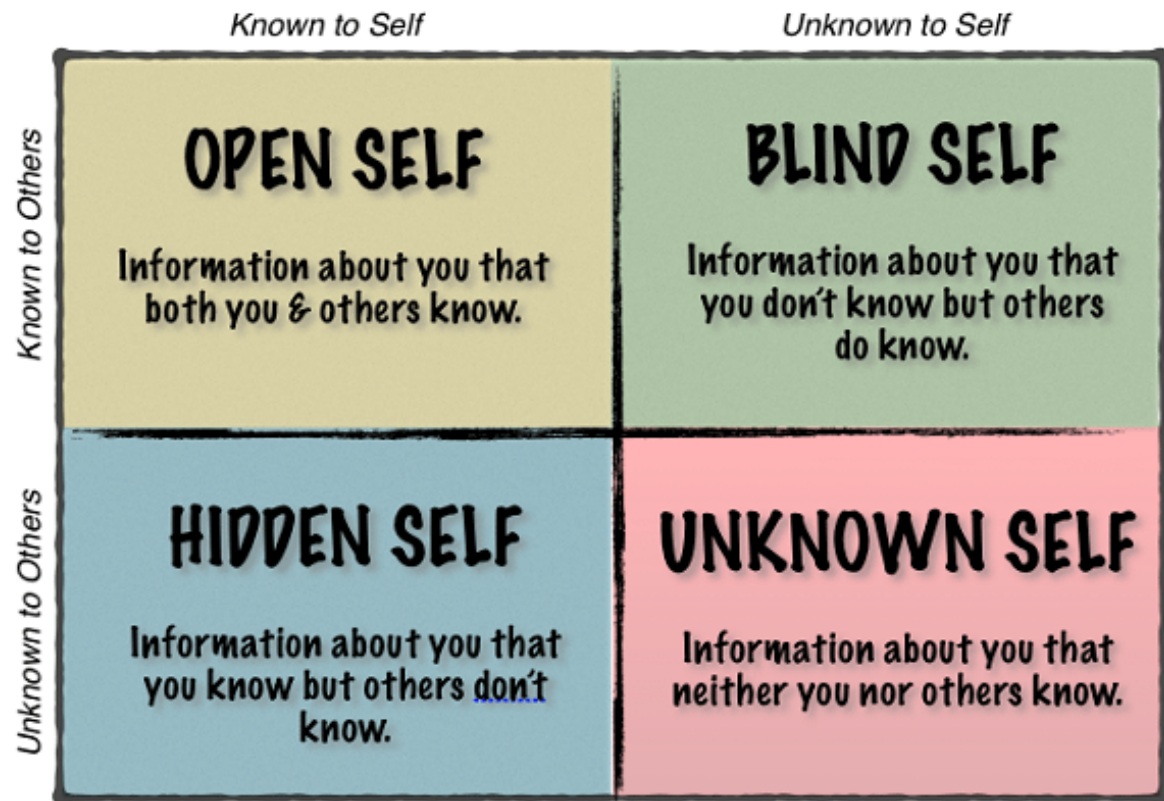 Known to Self
Unknown to Self
Known to Others
OPEN SELF
Information about you that
both you & others know.
BLIND SELF
Information about you that
you don't know but others
do know.
Unknown to Others
HIDDEN SELF
Information about you that
you know but others don't
know.
UNKNOWN SELF
Information about you that
neither you nor others know.